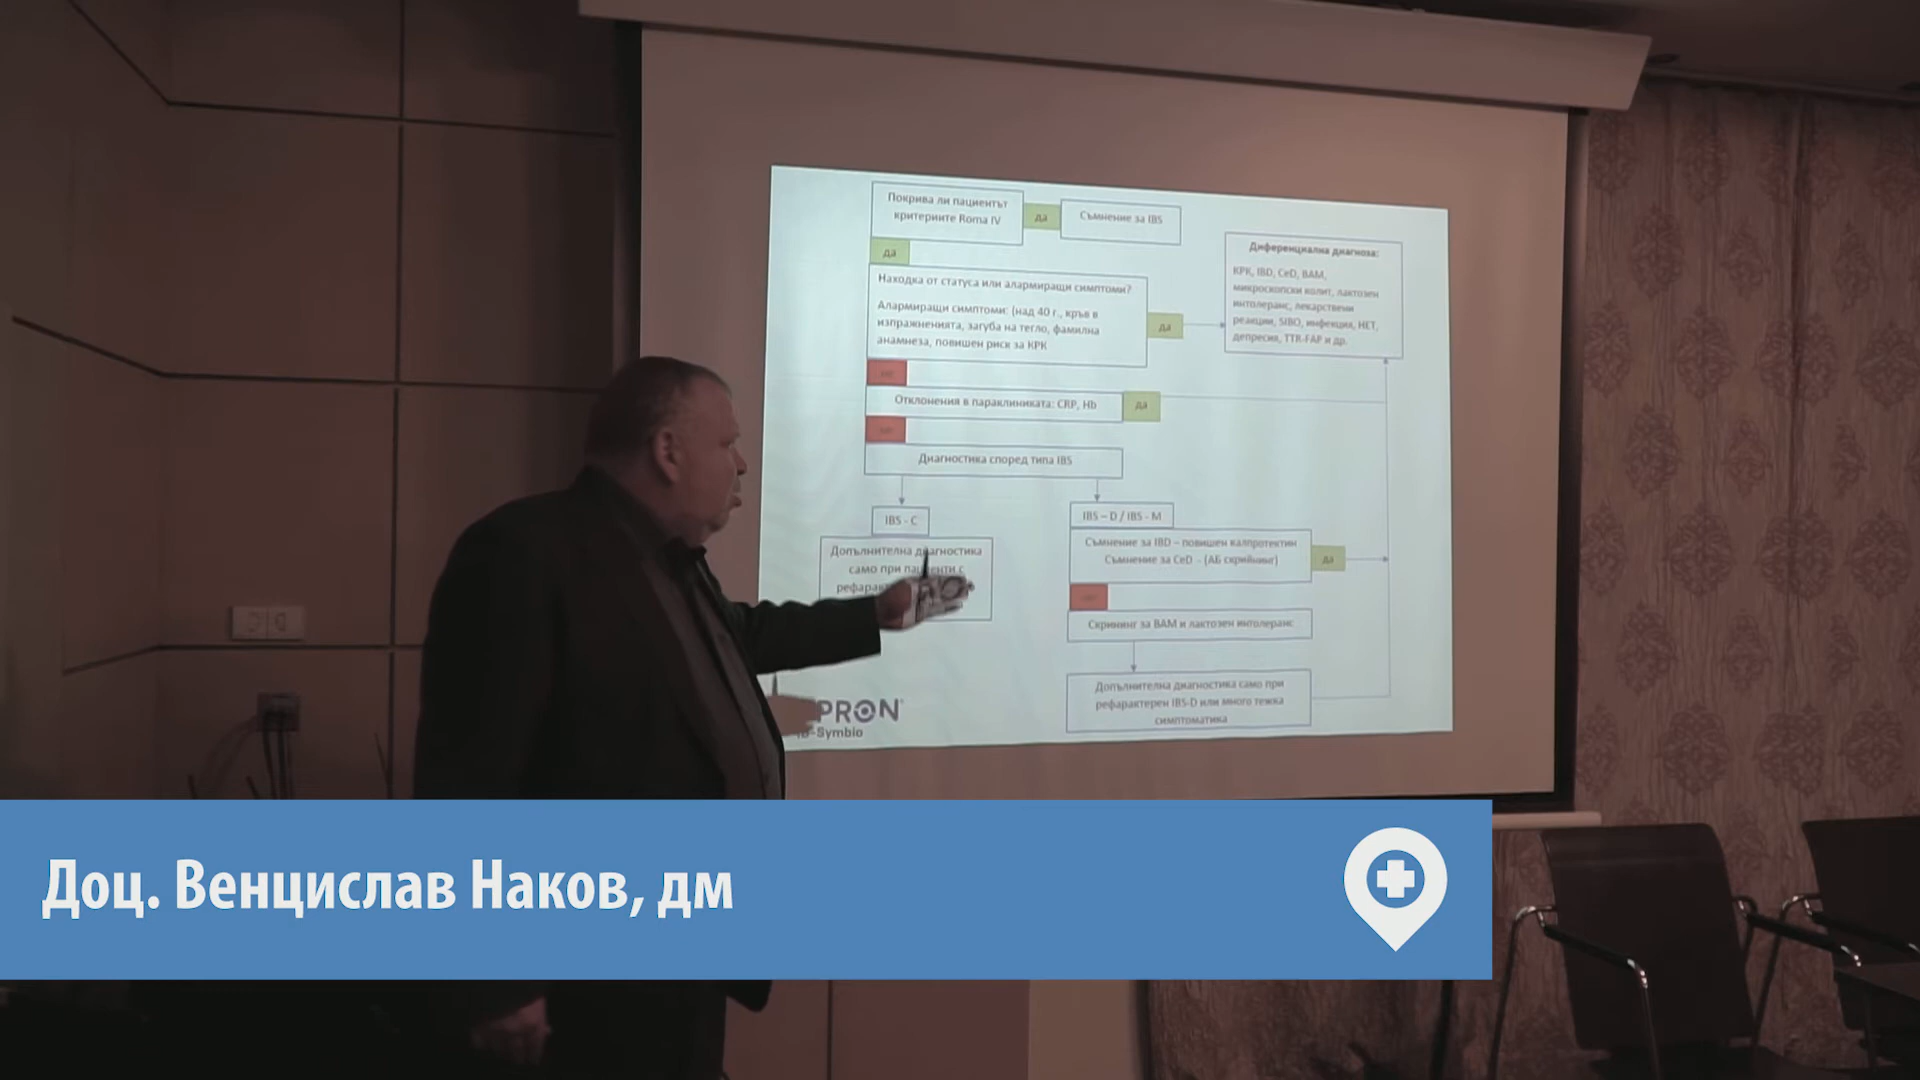 Покрива ли пациентът
критериите Roma IV
да
Съмнение за IBS
да
Диференциална диагноза:
КРК, IBD, CeD, BAM,
микроскопски колит, лактозен
интолеранс, лекарствени
реакции, SIBO, инфекция, НЕТ,
депресия, TTR-FAP и др.
Находка от статуса или алармиращи симптоми?
Алармиращи симптоми: (над 40 г., кръв в
изпражненията, загуба на тегло, фамилна
анамнеза, повишен риск за КРК
да
не
Отклонения в параклиниката: CRP, Hb
да
не
Диагностика според типа IBS
IBS - C
Допълнителна диагностика
само при пациенти с
IBS – D / IBS - M
Съмнение за IBD – повишен калпротектин
Съмнение за CeD - (АБ скрийнинг)
да
Скрининг за BAM и лактозен интолеранс
Допълнителна диагностика само при
рефрактерен IBS-D или много тежка
симптоматика
PRON
-Symbio
Доц. Венцислав Наков, дм